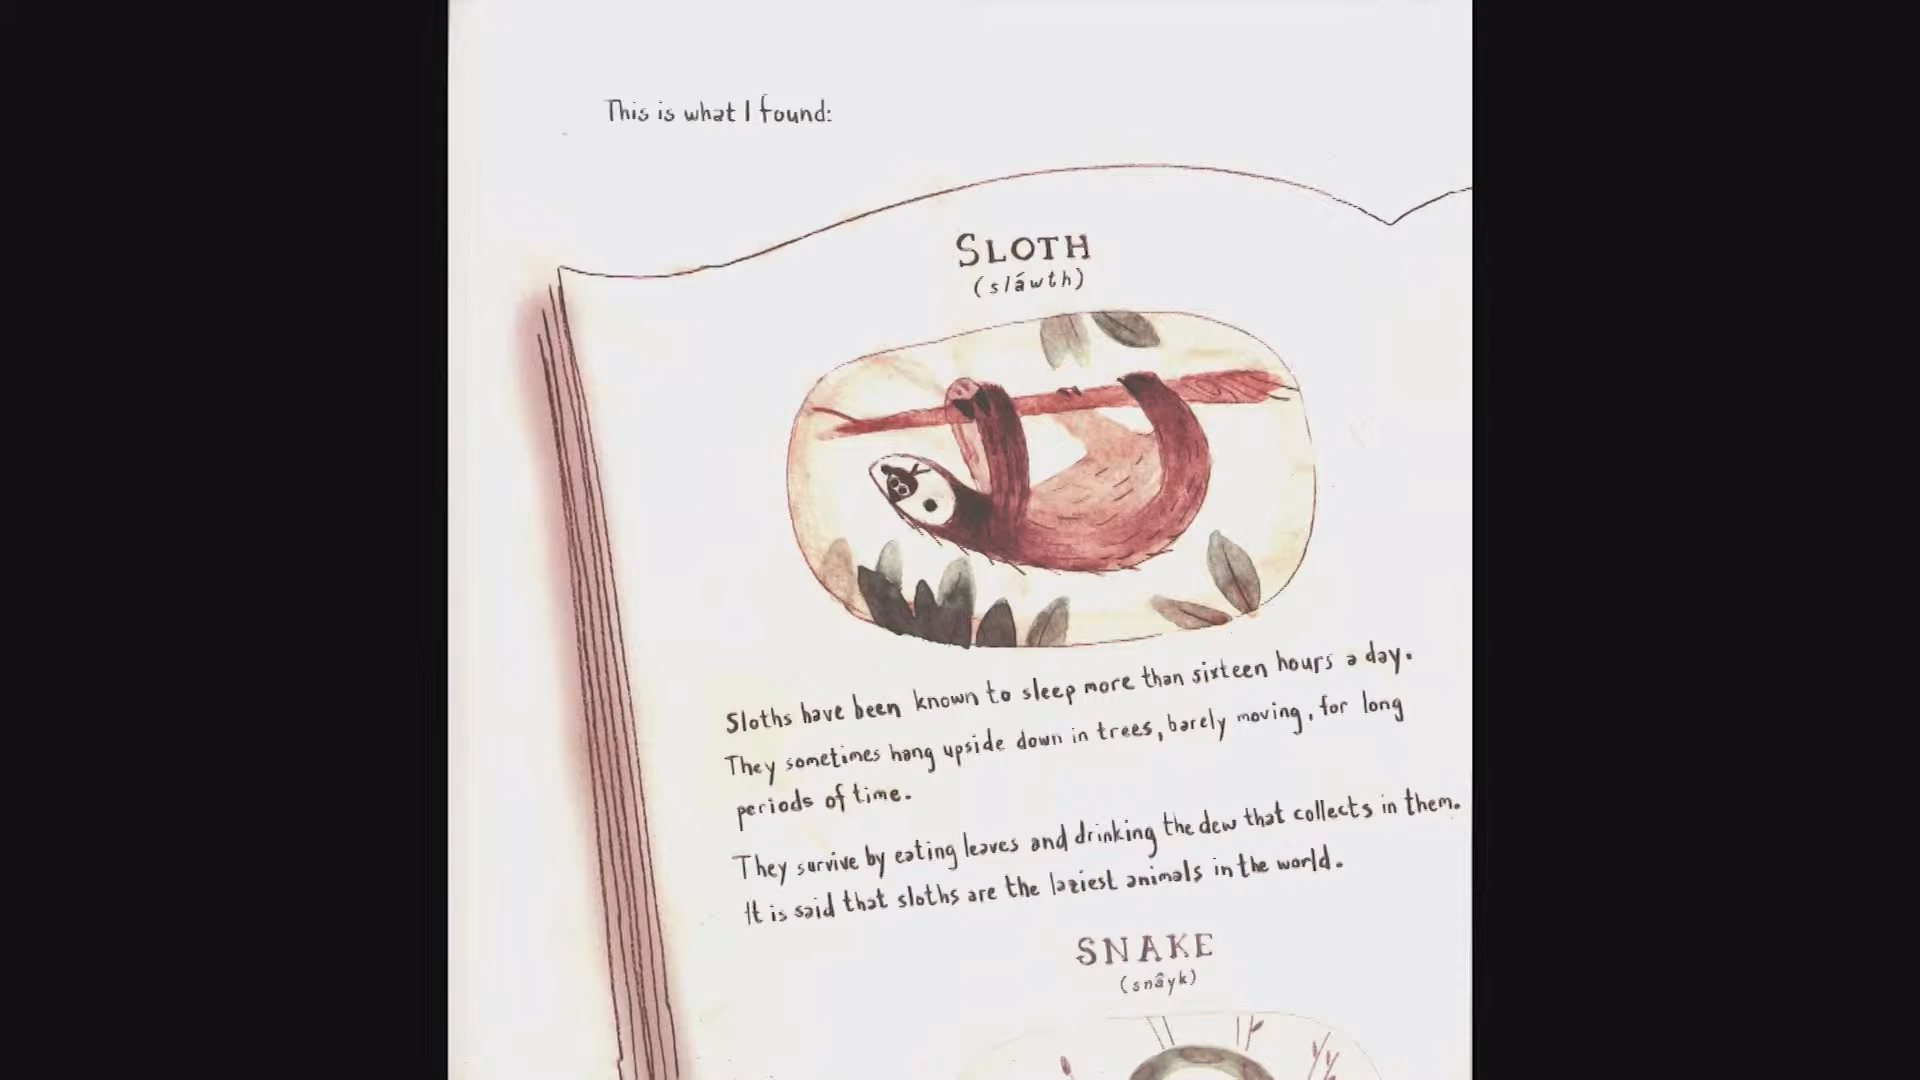 This is what I found:
SLOTH
(sláwth)
Sloths have been known to sleep more than sixteen hours a day.
They sometimes hang upside down in trees, barely moving, for long
periods of time.
They survive by eating leaves and drinking the dew that collects in them.
It is said that sloths are the laziest animals in the world.
SNAKE
(snâyk)